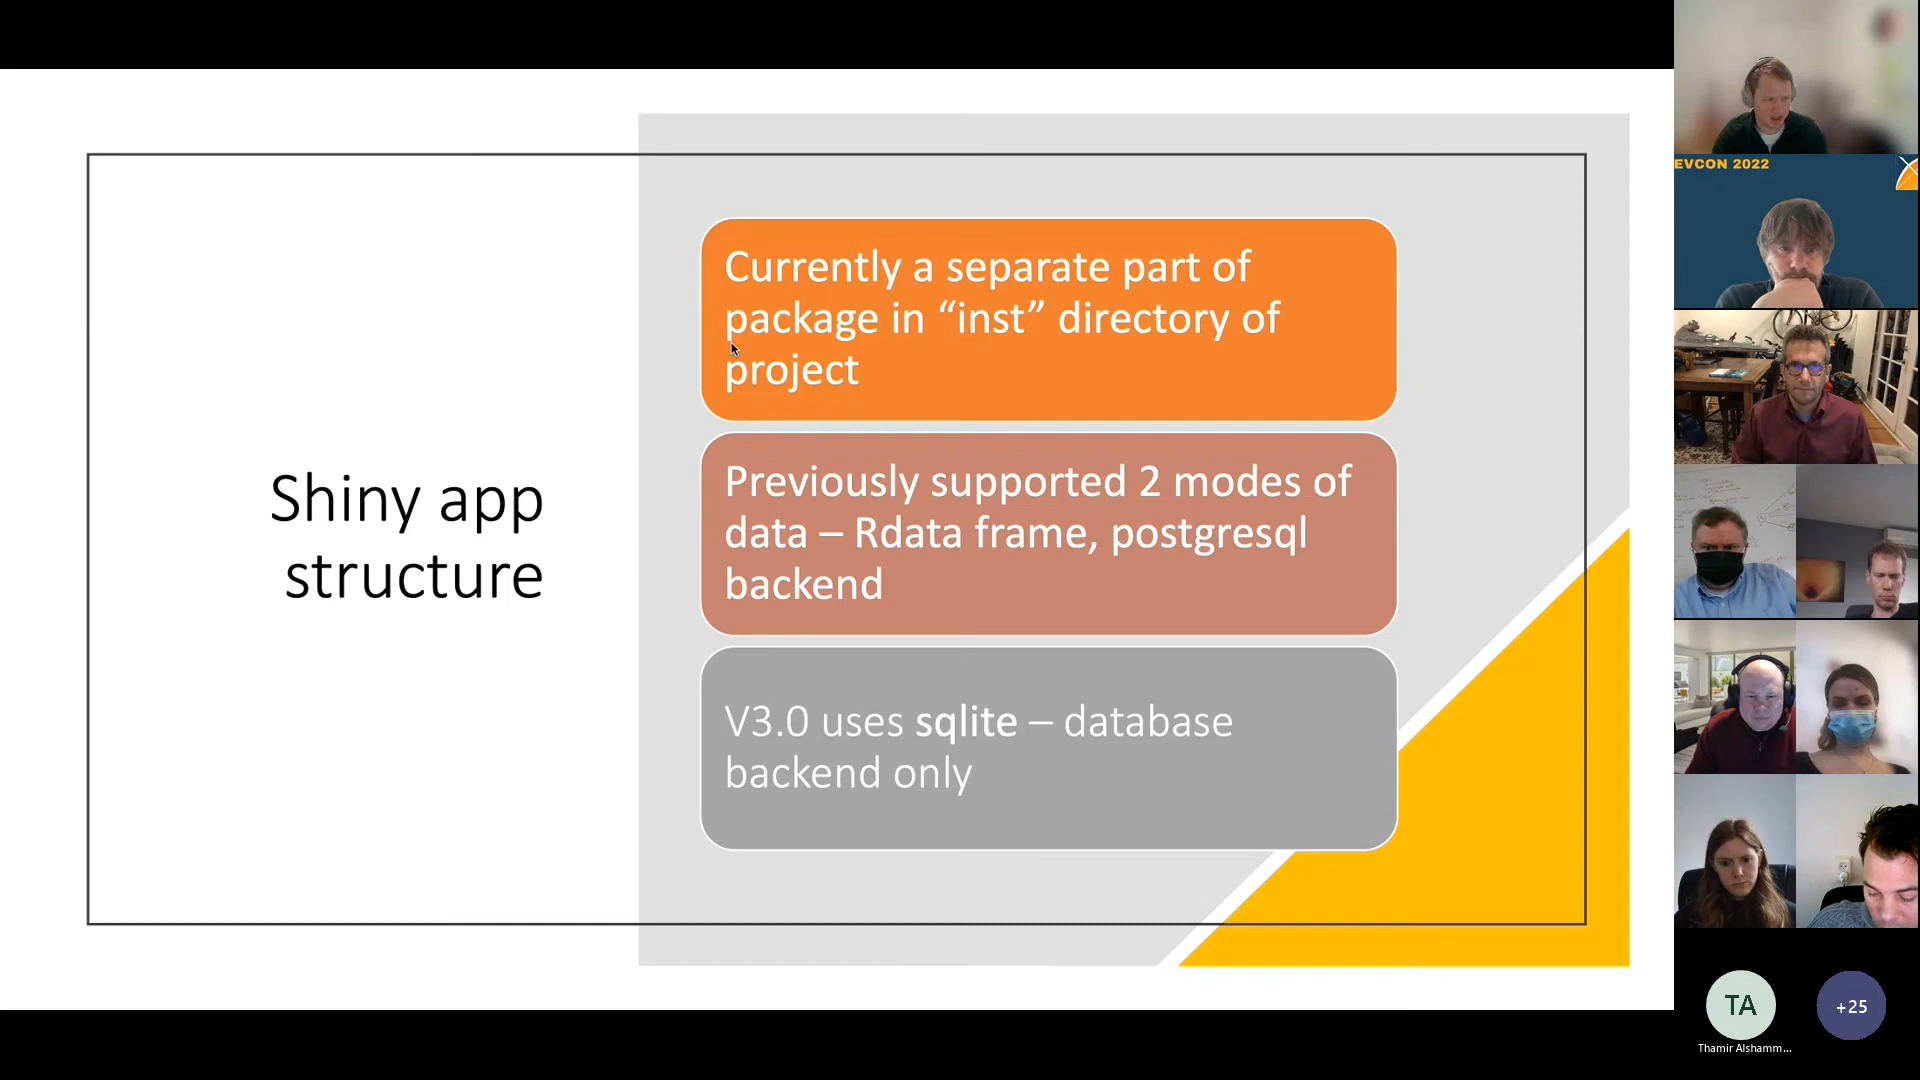 Shiny app
structure
Currently a separate part of
package in “inst” directory of
project
Previously supported 2 modes of
data – Rdata frame, postgresql
backend
V3.0 uses sqlite – database
backend only
EVCON 2022
TA
+25
Thamir Alshamm...